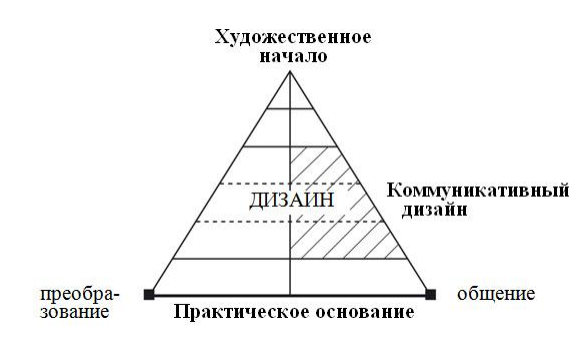 Художественное
начало
ДИЗАЙН
Коммуникативный
дизайн
преобра-
зование
Практическое основание
общение